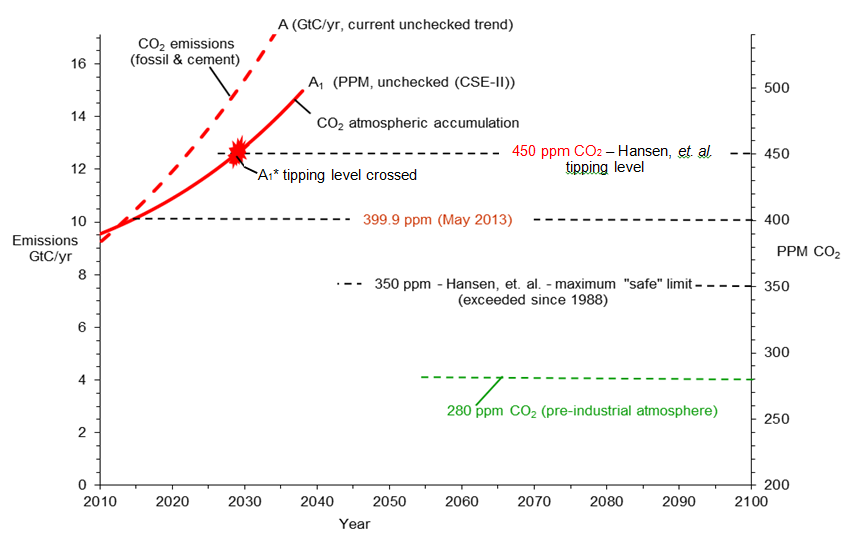 A (GtC/yr, current unchecked trend)
CO₂ emissions
(fossil & cement)
A₁ (PPM, unchecked (CSE-II))
CO₂ atmospheric accumulation
450 ppm CO₂ – Hansen, et. al.
tipping level
A₁* tipping level crossed
399.9 ppm (May 2013)
350 ppm - Hansen, et. al. - maximum "safe" limit
(exceeded since 1988)
280 ppm CO₂ (pre-industrial atmosphere)
Emissions
GtC/yr
16
14
12
10
8
6
4
2
0
PPM CO₂
500
450
400
350
300
250
200
2010 2020 2030 2040 2050 2060 2070 2080 2090 2100
Year